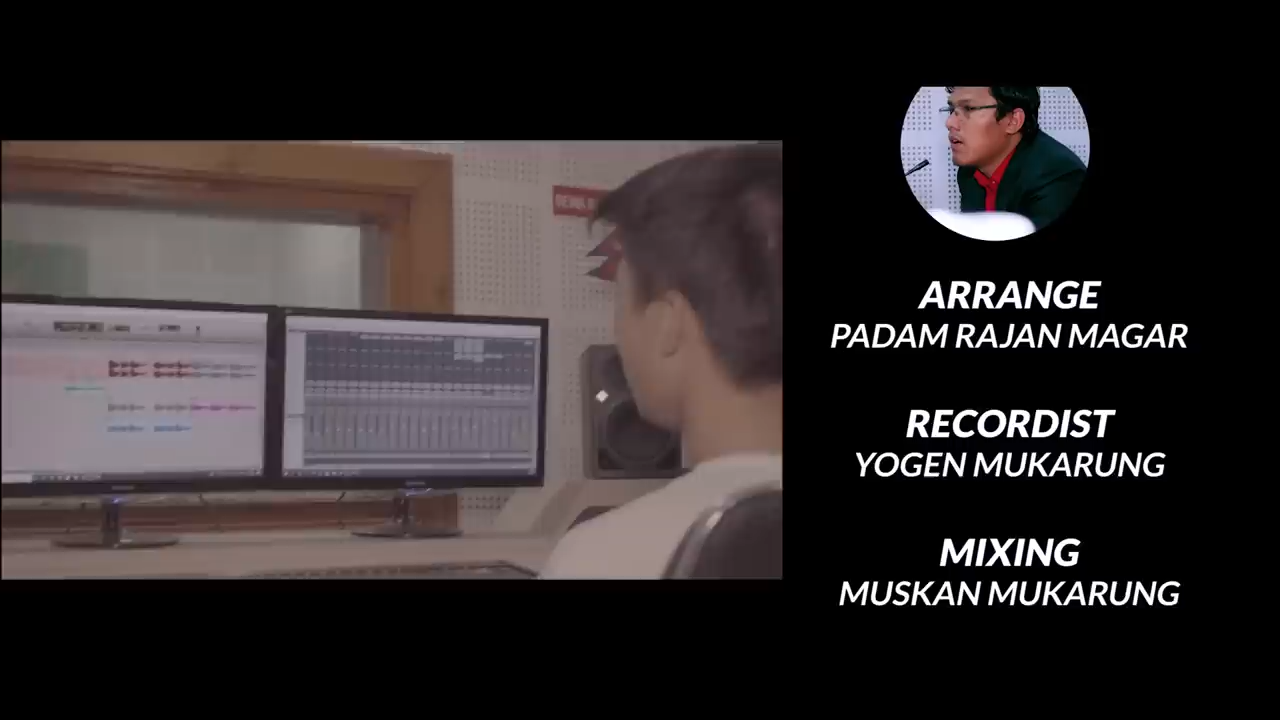 ARRANGE
PADAM RAJAN MAGAR
RECORDIST
YOGEN MUKARUNG
MIXING
MUSKAN MUKARUNG